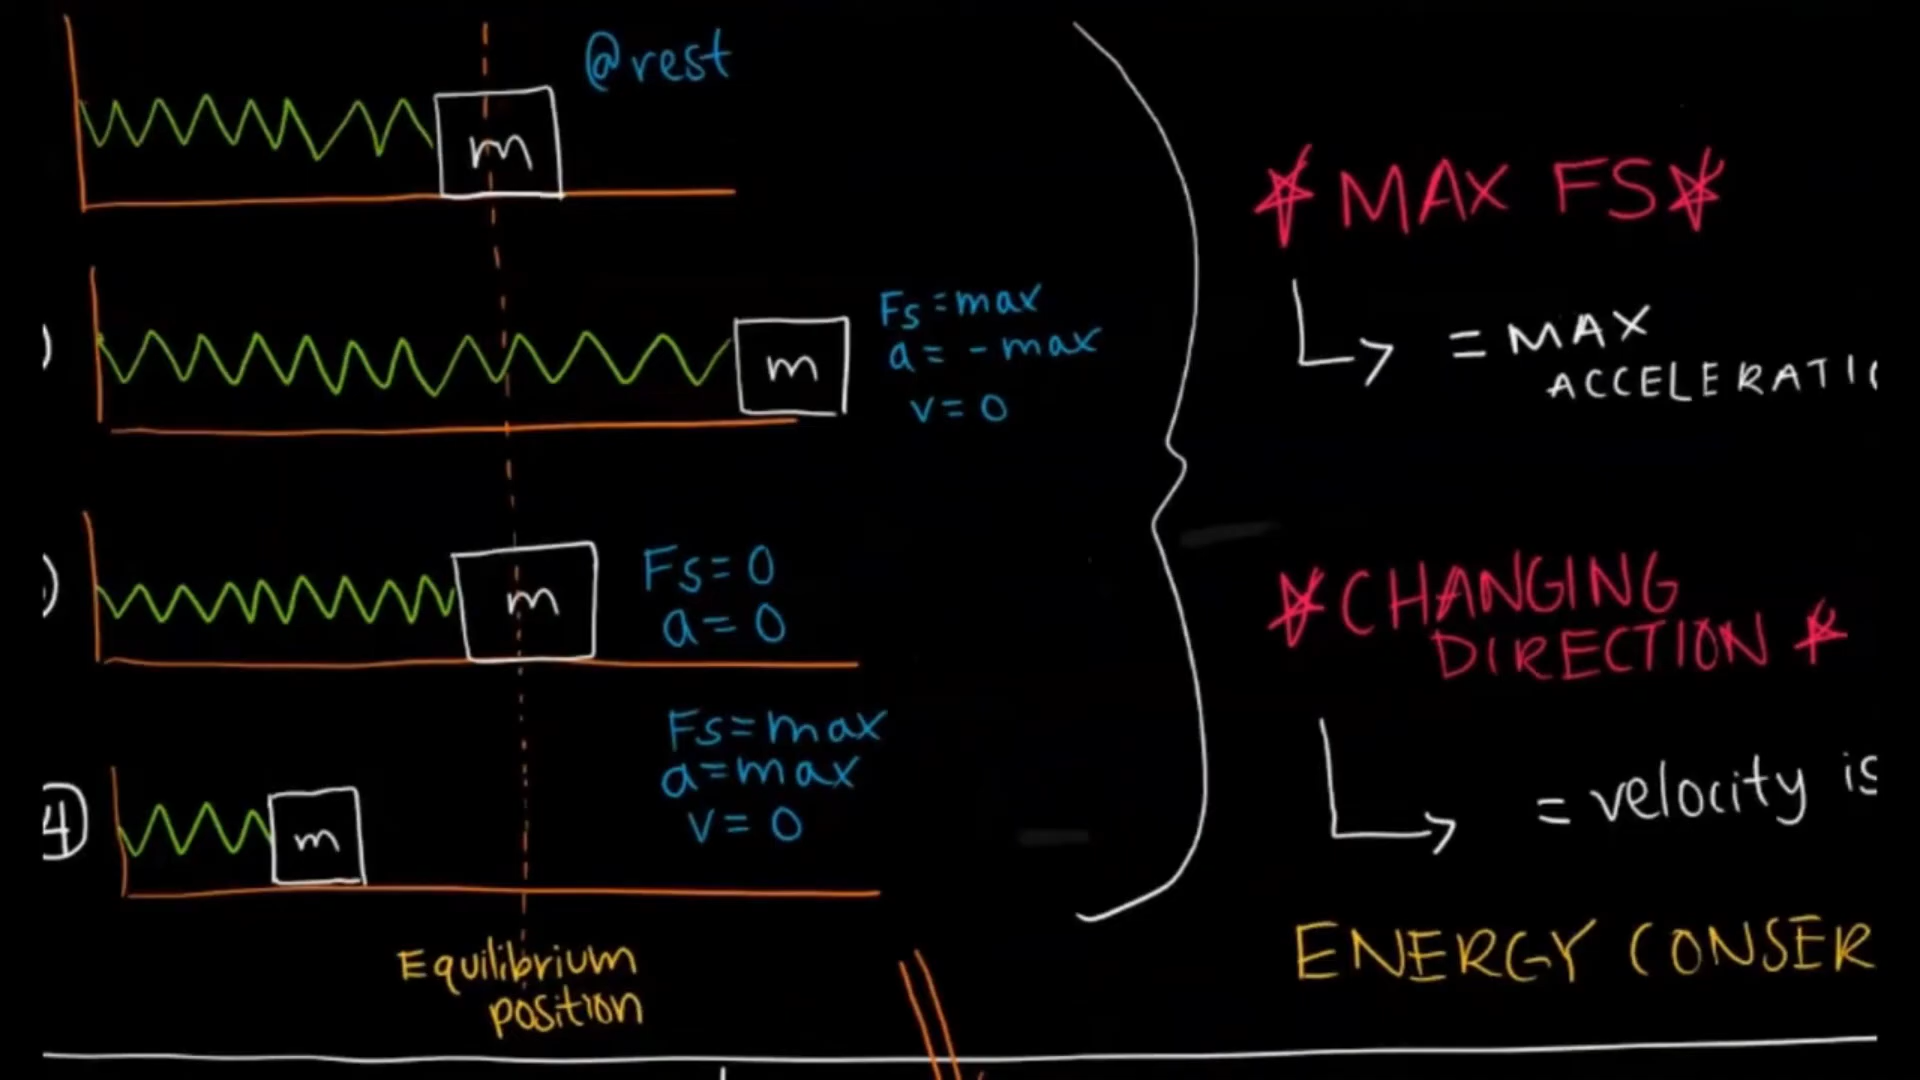 @rest
m
Fs = max
a = - max
v = 0
m
)
Fs = 0
a = 0
m
)
Fs = max
a = max
v = 0
4)
m
Equilibrium
position
MAX FS
= MAX
ACCELERATI
CHANGING
DIRECTION
= velocity is
ENERGY CONSER